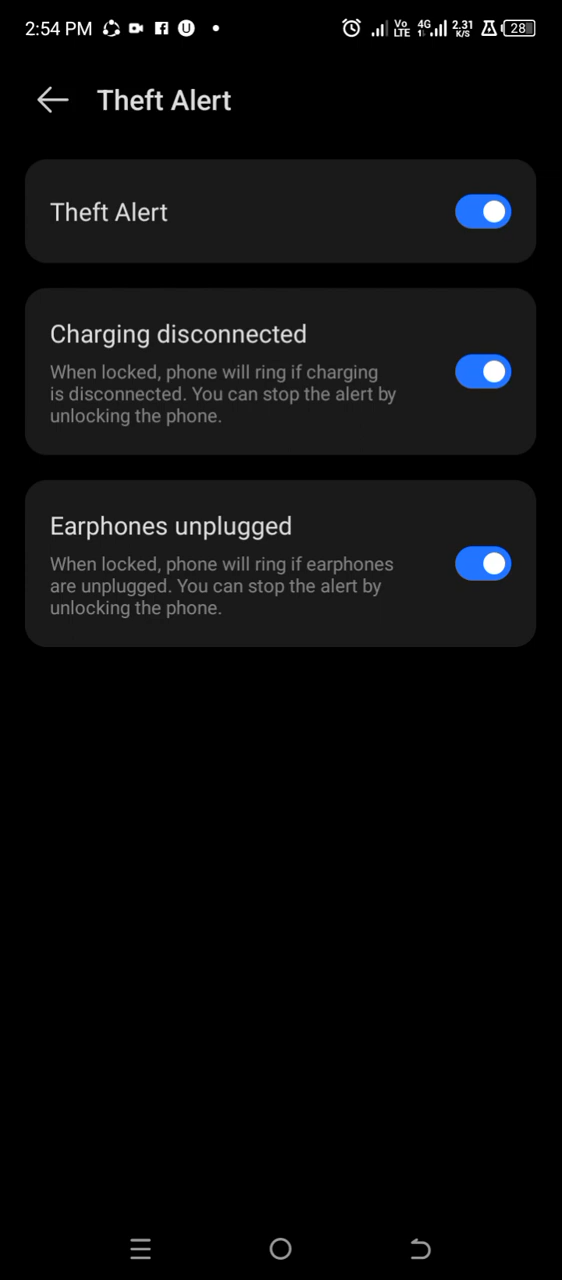 2:54 PM U Vo LTE 4G 2.31 K/S 28
Theft Alert
Theft Alert
Charging disconnected
When locked, phone will ring if charging
is disconnected. You can stop the alert by
unlocking the phone.
Earphones unplugged
When locked, phone will ring if earphones
are unplugged. You can stop the alert by
unlocking the phone.